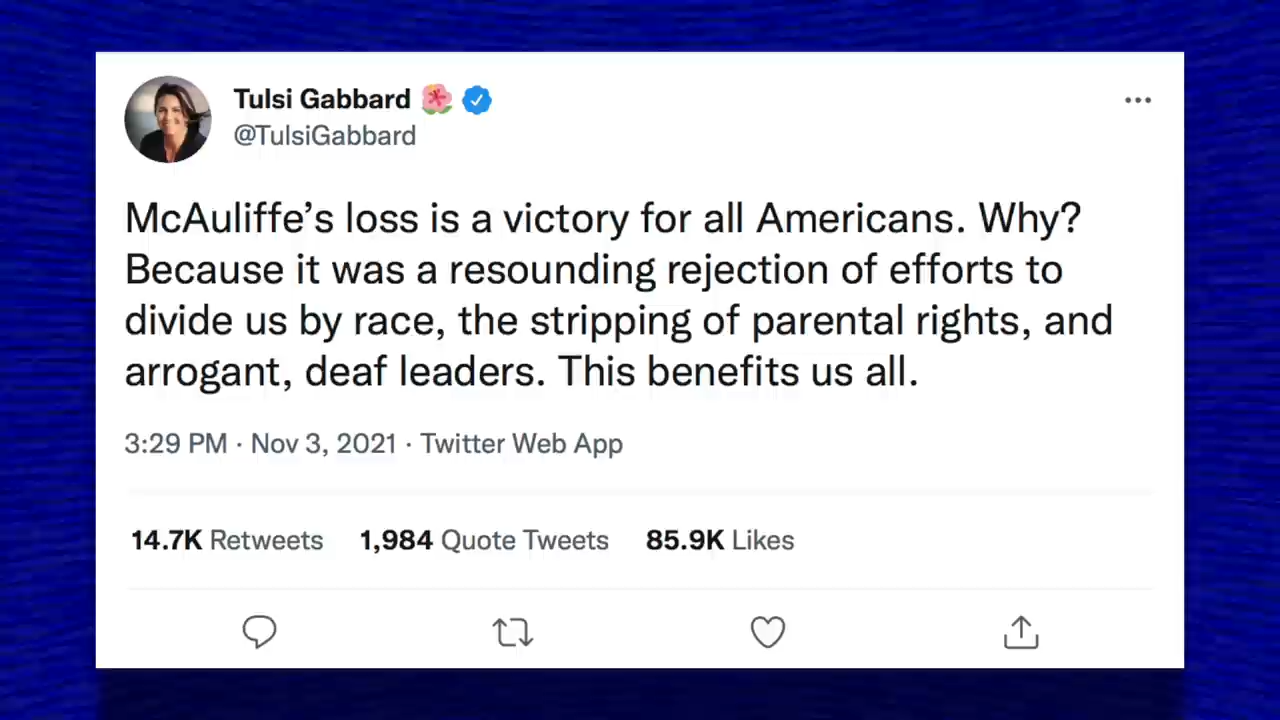 Tulsi Gabbard 🌺
@TulsiGabbard
McAuliffe’s loss is a victory for all Americans. Why?
Because it was a resounding rejection of efforts to
divide us by race, the stripping of parental rights, and
arrogant, deaf leaders. This benefits us all.
3:29 PM · Nov 3, 2021 · Twitter Web App
14.7K Retweets 1,984 Quote Tweets 85.9K Likes